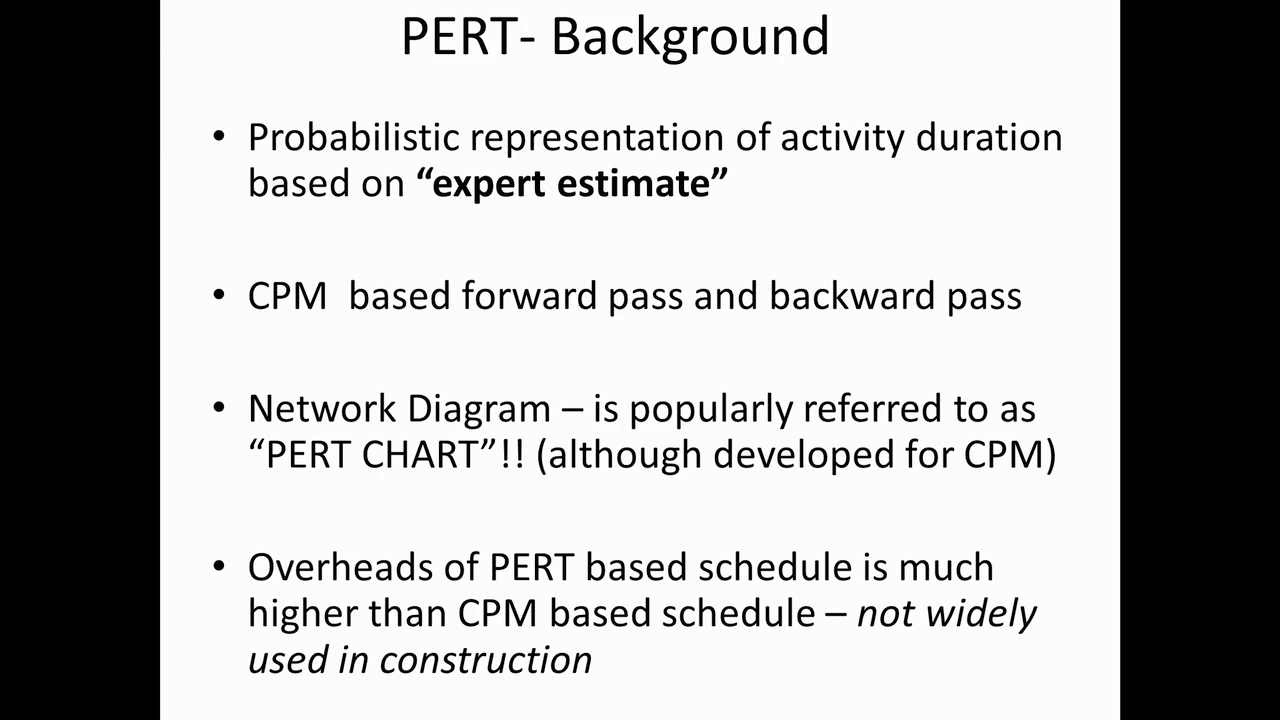 PERT- Background
• Probabilistic representation of activity duration
based on “expert estimate”
• CPM  based forward pass and backward pass
• Network Diagram – is popularly referred to as
“PERT CHART”!! (although developed for CPM)
• Overheads of PERT based schedule is much
higher than CPM based schedule – not widely
used in construction